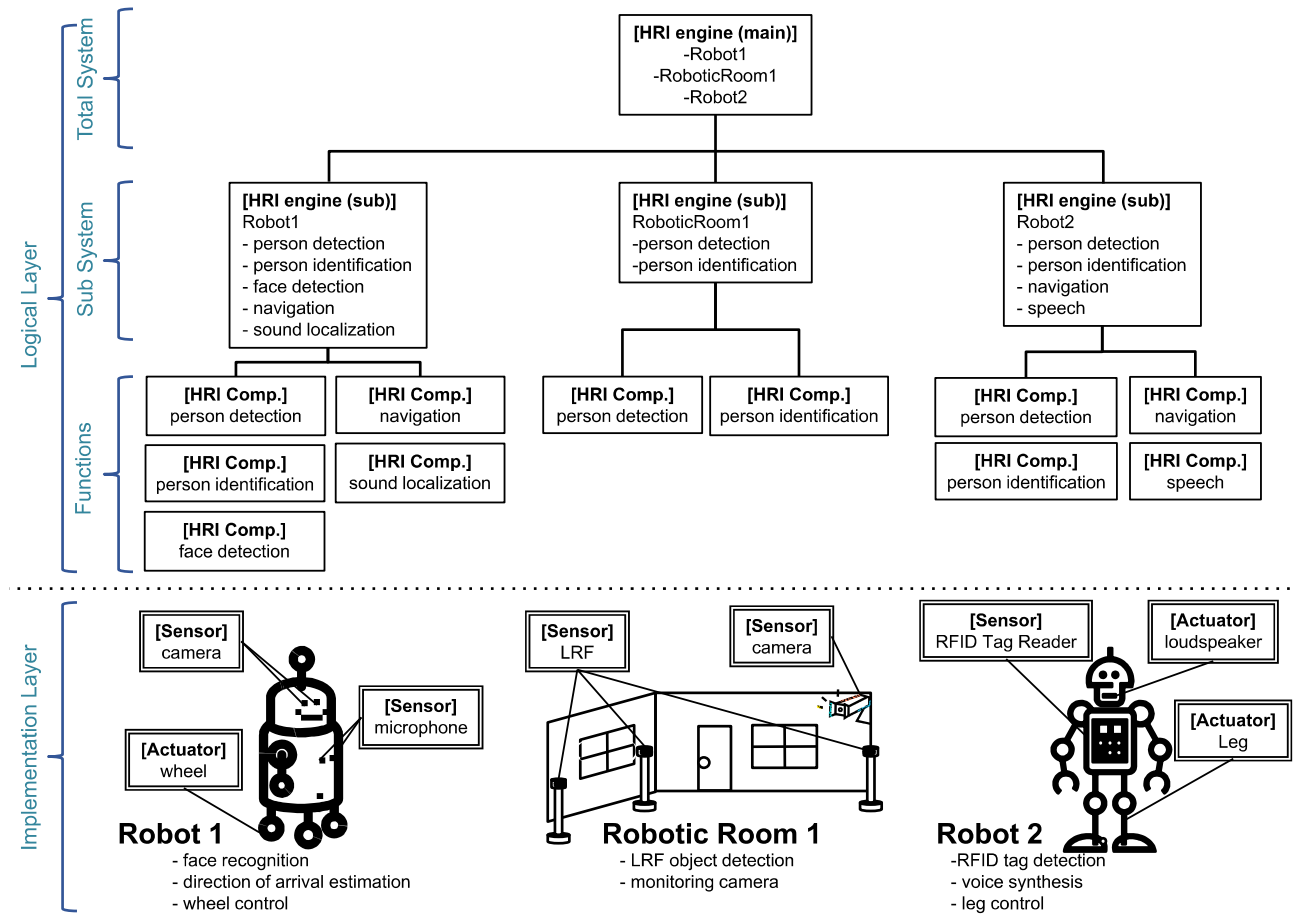 Logical Layer
Total System
[HRI engine (main)]
-Robot1
-RoboticRoom1
-Robot2
Sub System
[HRI engine (sub)]
Robot1
- person detection
- person identification
- face detection
- navigation
- sound localization
[HRI engine (sub)]
RoboticRoom1
-person detection
-person identification
[HRI engine (sub)]
Robot2
- person detection
- person identification
- navigation
- speech
Functions
[HRI Comp.]
person detection
[HRI Comp.]
navigation
[HRI Comp.]
person identification
[HRI Comp.]
sound localization
[HRI Comp.]
face detection
[HRI Comp.]
person detection
[HRI Comp.]
person identification
[HRI Comp.]
person detection
[HRI Comp.]
navigation
[HRI Comp.]
person identification
[HRI Comp.]
speech
Implementation Layer
[Sensor]
camera
[Sensor]
microphone
[Actuator]
wheel
Robot 1
- face recognition
- direction of arrival estimation
- wheel control
[Sensor]
LRF
[Sensor]
camera
Robotic Room 1
- LRF object detection
- monitoring camera
[Sensor]
RFID Tag Reader
[Actuator]
loudspeaker
[Actuator]
Leg
Robot 2
-RFID tag detection
- voice synthesis
- leg control